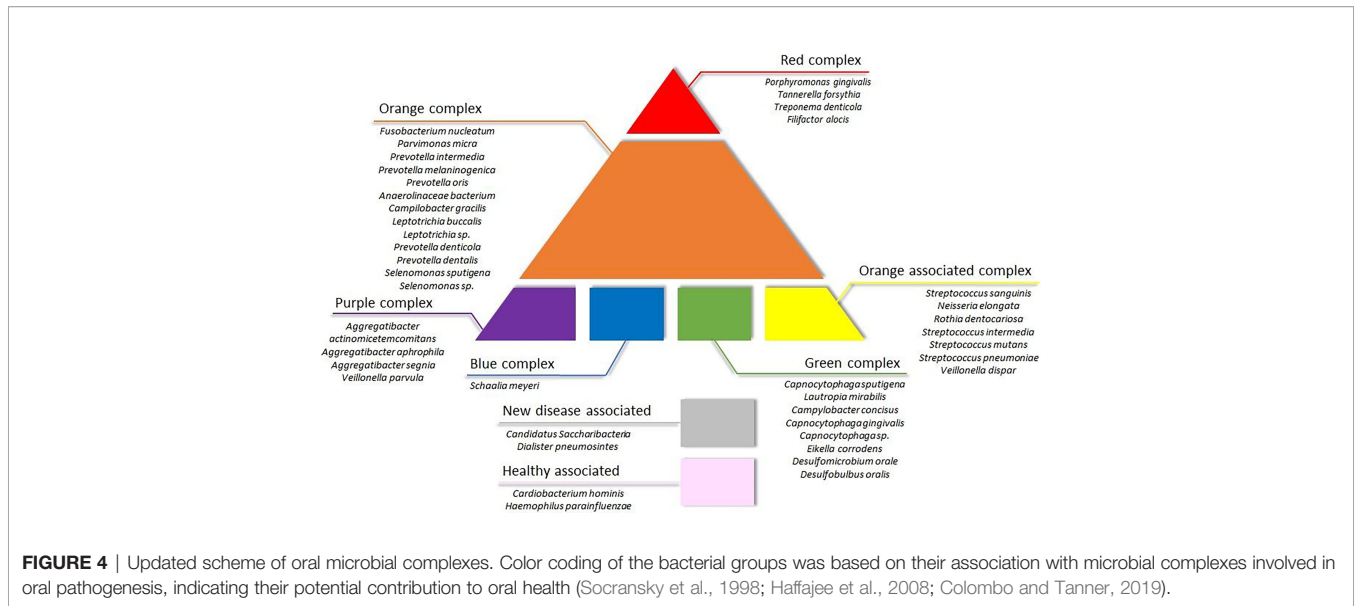 Red complex
Porphyromonas gingivalis
Tannerella forsythia
Treponema denticola
Filifactor alocis
Orange complex
Fusobacterium nucleatum
Parvimonas micra
Prevotella intermedia
Prevotella melaninogenica
Prevotella oris
Anaerolinaceae bacterium
Campilobacter gracilis
Leptotrichia buccalis
Leptotrichia sp.
Prevotella denticola
Prevotella dentalis
Selenomonas sputigena
Selenomonas sp.
Orange associated complex
Streptococcus sanguinis
Neisseria elongata
Rothia dentocariosa
Streptococcus intermedia
Streptococcus mutans
Streptococcus pneumoniae
Veillonella dispar
Purple complex
Aggregatibacter
actinomicetemcomitans
Aggregatibacter aphrophila
Aggregatibacter segnia
Veillonella parvula
Blue complex
Schaalia meyeri
Green complex
Capnocytophaga sputigena
Lautropia mirabilis
Campylobacter concisus
Capnocytophaga gingivalis
Capnocytophaga sp.
Eikella corrodens
Desulfomicrobium orale
Desulfobulbus oralis
New disease associated
Candidatus Saccharibacteria
Dialister pneumosintes
Healthy associated
Cardiobacterium hominis
Haemophilus parainfluenzae
FIGURE 4 | Updated scheme of oral microbial complexes. Color coding of the bacterial groups was based on their association with microbial complexes involved in
oral pathogenesis, indicating their potential contribution to oral health (Socransky et al., 1998; Haffajee et al., 2008; Colombo and Tanner, 2019).